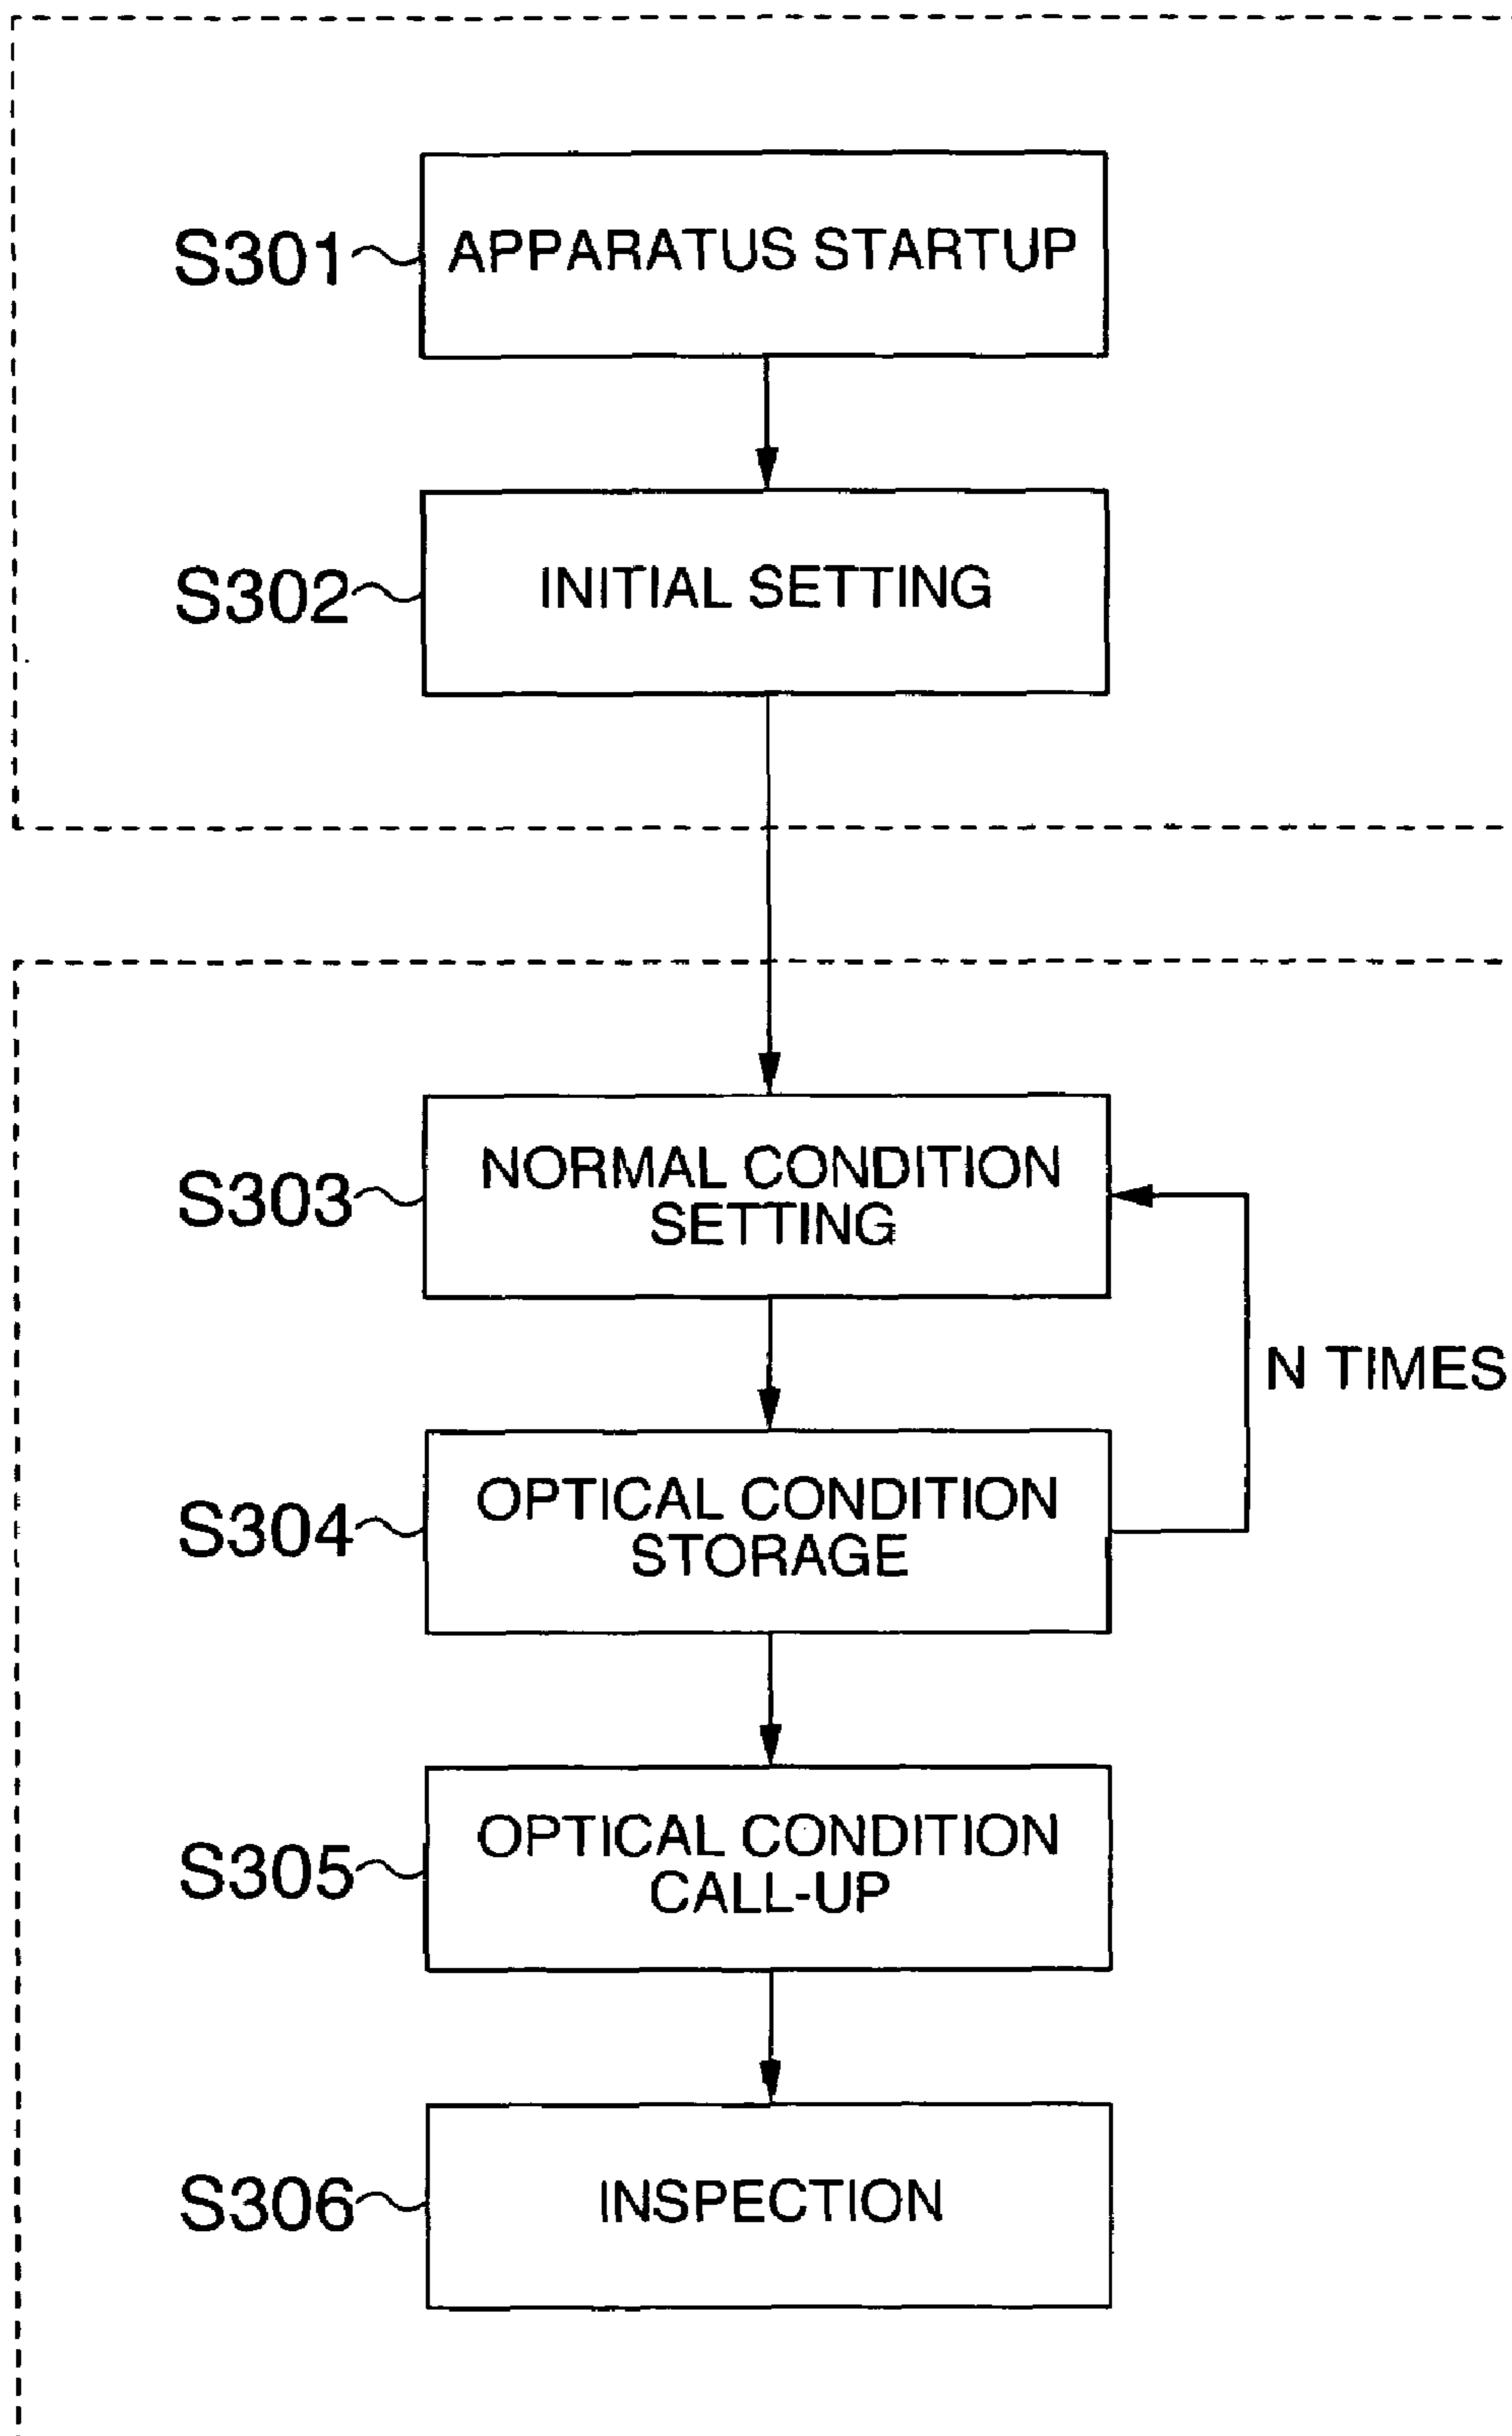 S301
APPARATUS STARTUP
S302
INITIAL SETTING
S303
NORMAL CONDITION
SETTING
N TIMES
S304
OPTICAL CONDITION
STORAGE
S305
OPTICAL CONDITION
CALL-UP
S306
INSPECTION